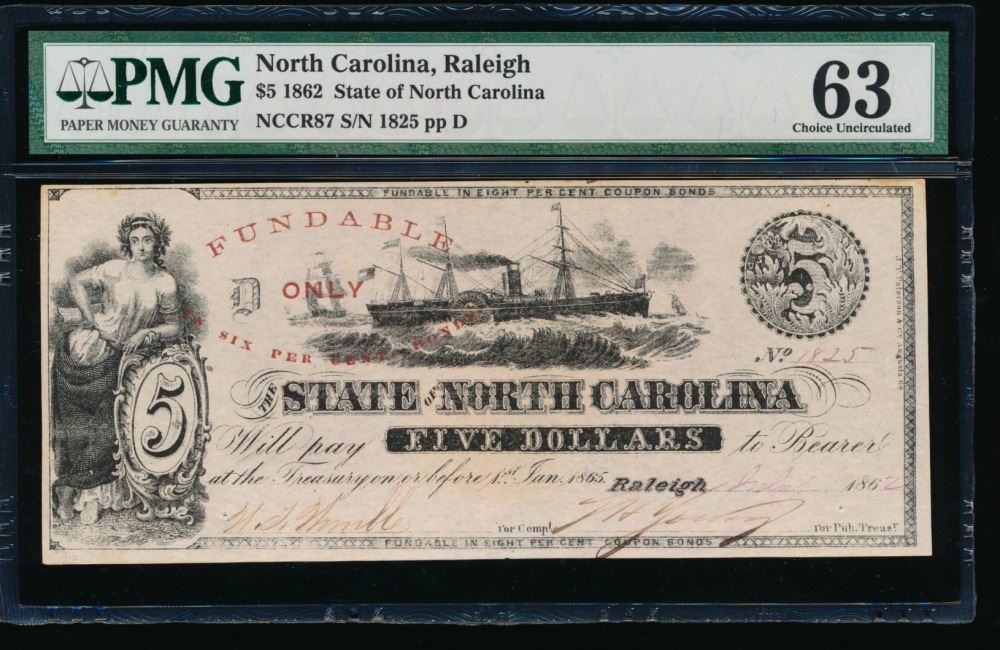 PMG
PAPER MONEY GUARANTY
North Carolina, Raleigh
$5 1862 State of North Carolina
NCCR87 S/N 1825 pp D
63
Choice Uncirculated
FUNDABLE IN EIGHT PER CENT COUPON BONDS
FUNDABLE
D ONLY
SIX PER CENT BONDS
5
No 1825
THE STATE OF NORTH CAROLINA
5
Will pay FIVE DOLLARS to Bearer
at the Treasury on or before 1st Jan. 1865. Raleigh 1862
For Compt. For Pub. Treasr
FUNDABLE IN EIGHT PER CENT COUPON BONDS